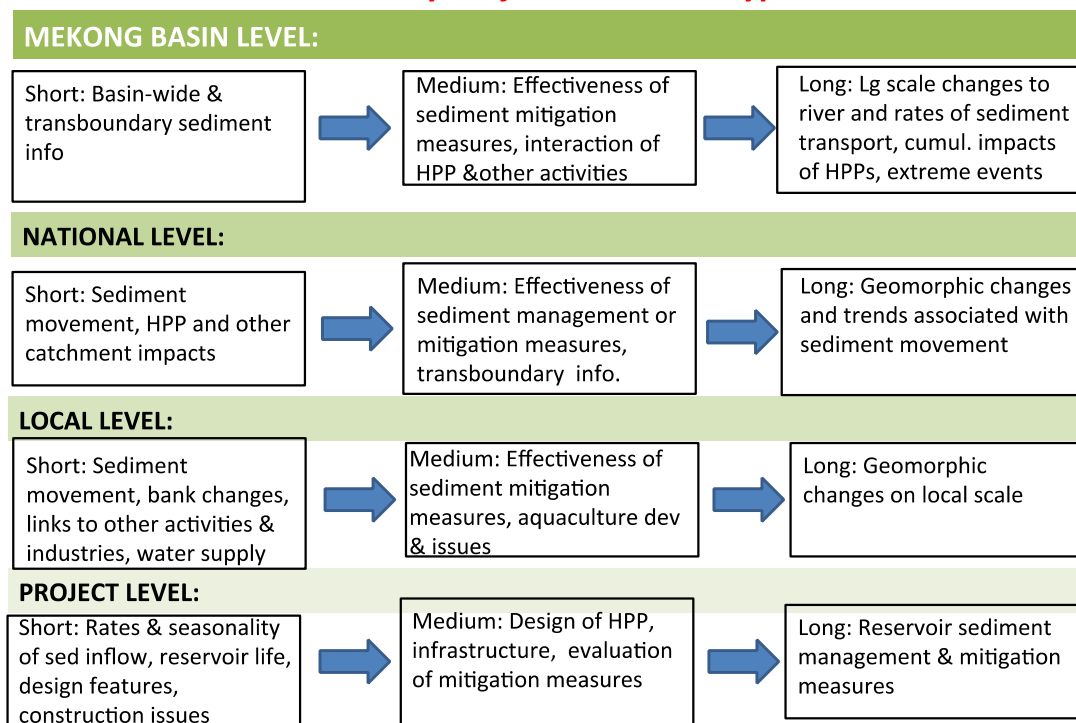 MEKONG BASIN LEVEL:
Short: Basin-wide &
transboundary sediment
info
Medium: Effectiveness of
sediment mitigation
measures, interaction of
HPP &other activities
Long: Lg scale changes to
river and rates of sediment
transport, cumul. impacts
of HPPs, extreme events
NATIONAL LEVEL:
Short: Sediment
movement, HPP and other
catchment impacts
Medium: Effectiveness of
sediment management or
mitigation measures,
transboundary  info.
Long: Geomorphic changes
and trends associated with
sediment movement
LOCAL LEVEL:
Short: Sediment
movement, bank changes,
links to other activities &
industries, water supply
Medium: Effectiveness of
sediment mitigation
measures, aquaculture dev
& issues
Long: Geomorphic
changes on local scale
PROJECT LEVEL:
Short: Rates & seasonality
of sed inflow, reservoir life,
design features,
construction issues
Medium: Design of HPP,
infrastructure,  evaluation
of mitigation measures
Long: Reservoir sediment
management & mitigation
measures